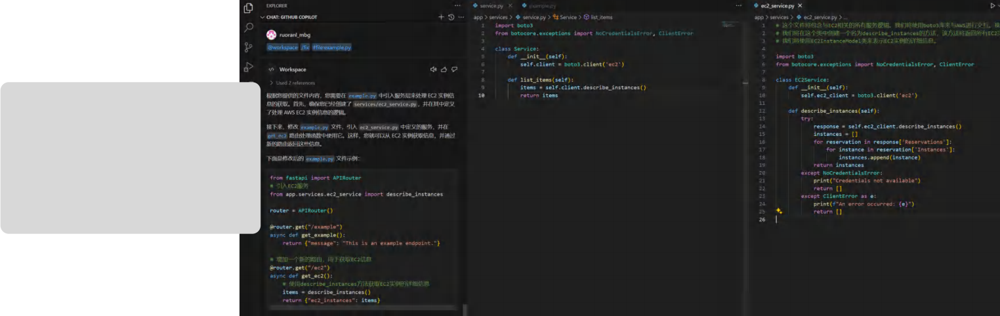 EXPLORER
CHAT: GITHUB COPILOT
ruoranl_mbg
@workspace /fix #file:example.py
Workspace
Used 2 references
根据您提供的文件内容，您需要在 example.py 中引入服务层来处理 EC2 实例信
息的获取。首先，确保您已经创建了 services/ec2_service.py，并在其中定义
了处理 AWS EC2 实例信息的逻辑。
接下来，修改 example.py 文件，引入 ec2_service.py 中定义的服务，并在
get_ec2 路由处理函数中使用它。这样，您就可以从 EC2 实例获取信息，并通过
新的路由返回这些信息。
下面是修改后的 example.py 文件示例：
from fastapi import APIRouter
# 引入EC2服务
from app.services.ec2_service import describe_instances
router = APIRouter()
@router.get("/example")
async def get_example():
return {"message": "This is an example endpoint."}
# 增加一个新的路由，用于获取EC2信息
@router.get("/ec2")
async def get_ec2():
# 使用describe_instances方法获取EC2实例的详细信息
items = describe_instances()
return {"ec2_instances": items}
service.py example.py
app > services > service.py > Service > list_items
1 import boto3
2 from botocore.exceptions import NoCredentialsError, ClientError
3
4 class Service:
5 def __init__(self):
6 self.client = boto3.client('ec2')
7
8 def list_items(self):
9 items = self.client.describe_instances()
10 return items
ec2_service.py
app > services > ec2_service.py > ...
1 # 这个文件将包含与EC2相关的所有服务逻辑。我们将使用boto3库来与AWS进行交互。我
2 # 我们将在这个类中创建一个名为describe_instances的方法，该方法将返回所有EC2实
3 # 我们将使用EC2InstanceModel类来表示EC2实例的详细信息。
4
5 import boto3
6 from botocore.exceptions import NoCredentialsError, ClientError
7
8 class EC2Service:
9 def __init__(self):
10 self.ec2_client = boto3.client('ec2')
11
12 def describe_instances(self):
13 try:
14 response = self.ec2_client.describe_instances()
15 instances = []
16 for reservation in response['Reservations']:
17 for instance in reservation['Instances']:
18 instances.append(instance)
19 return instances
20 except NoCredentialsError:
21 print("Credentials not available")
22 return []
23 except ClientError as e:
24 print(f"An error occurred: {e}")
25 return []
26